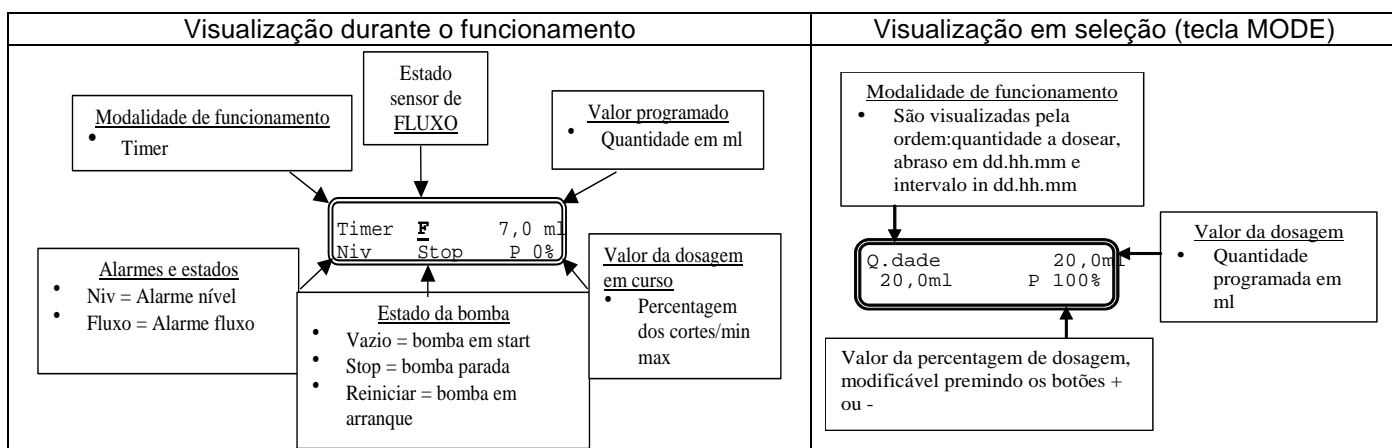 Visualização durante o funcionamento
Visualização em seleção (tecla MODE)
Estado
sensor de
FLUXO
Modalidade de funcionamento
• Timer
Valor programado
• Quantidade em ml
Timer F 7,0 ml
Niv Stop P 0%
Alarmes e estados
• Niv = Alarme nível
• Fluxo = Alarme fluxo
Estado da bomba
• Vazio = bomba em start
• Stop = bomba parada
• Reiniciar = bomba em
arranque
Valor da dosagem
em curso
• Percentagem
dos cortes/min
max
Modalidade de funcionamento
• São visualizadas pela
ordem:quantidade a dosear,
abraso em dd.hh.mm e
intervalo in dd.hh.mm
Q.dade 20,0ml
20,0ml P 100%
Valor da dosagem
• Quantidade
programada em
ml
Valor da percentagem de dosagem,
modificável premindo os botões +
ou -